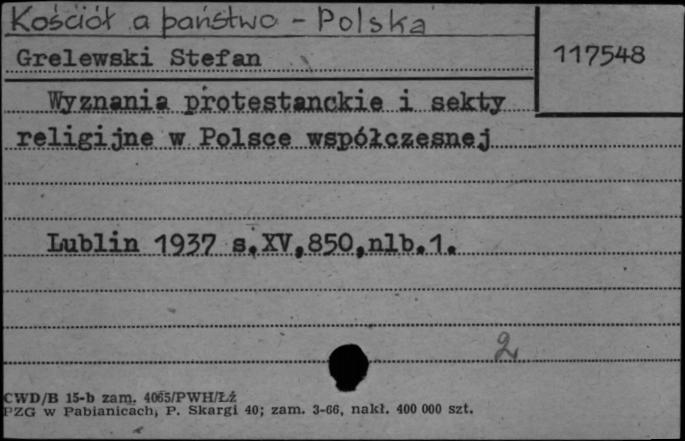 Kościół a państwo - Polska
Grelewski Stefan
117548
Wyznania protestanckie i sekty
religijne w Polsce współczesnej
Lublin 1937 s.XV,850,nlb.1.
2
CWD/B 15-b zam. 4065/PWH/Łź
PZG w Pabianicach, P. Skargi 40; zam. 3-66, nakł. 400 000 szt.